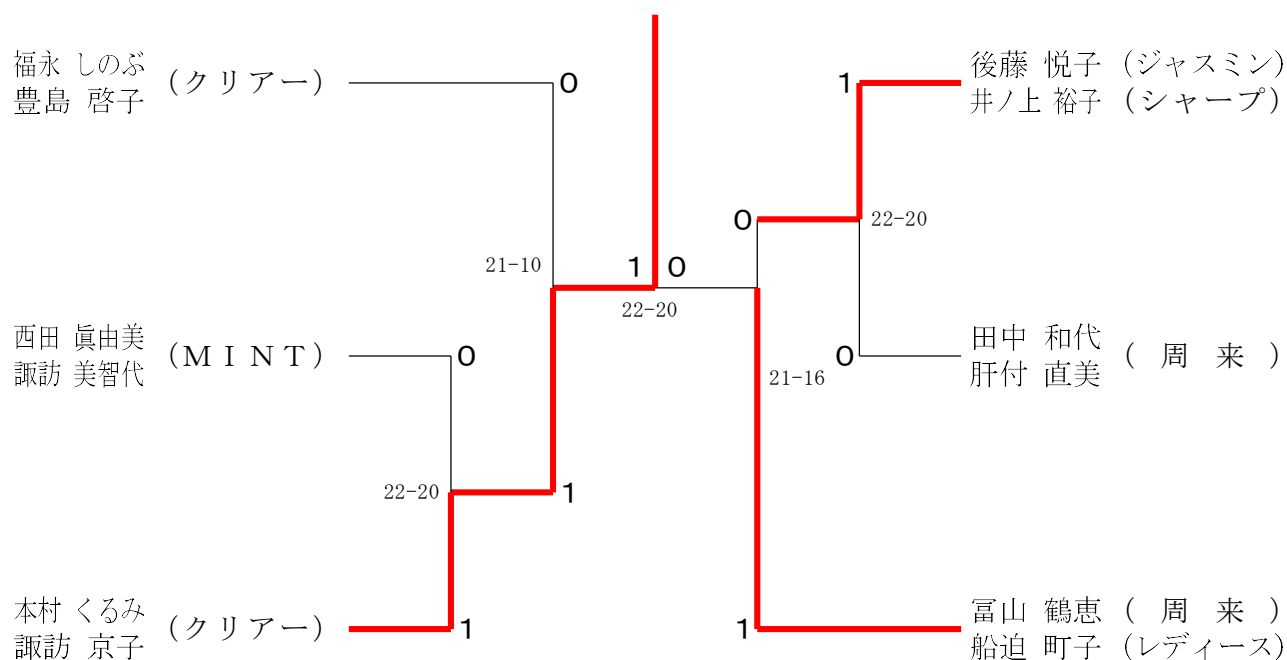 福永 しのぶ
豊島 啓子
(クリアー)
0
21-10
西田 眞由美
諏訪 美智代
(ＭＩＮＴ)
0
22-20
1
本村 くるみ
諏訪 京子
(クリアー)
1
1 0
22-20
後藤 悦子 (ジャスミン)
井ノ上 裕子 (シャープ)
1
0
22-20
田中 和代
肝付 直美
( 周 来 )
0
21-16
冨山 鶴恵 ( 周 来 )
船迫 町子 (レディース)
1